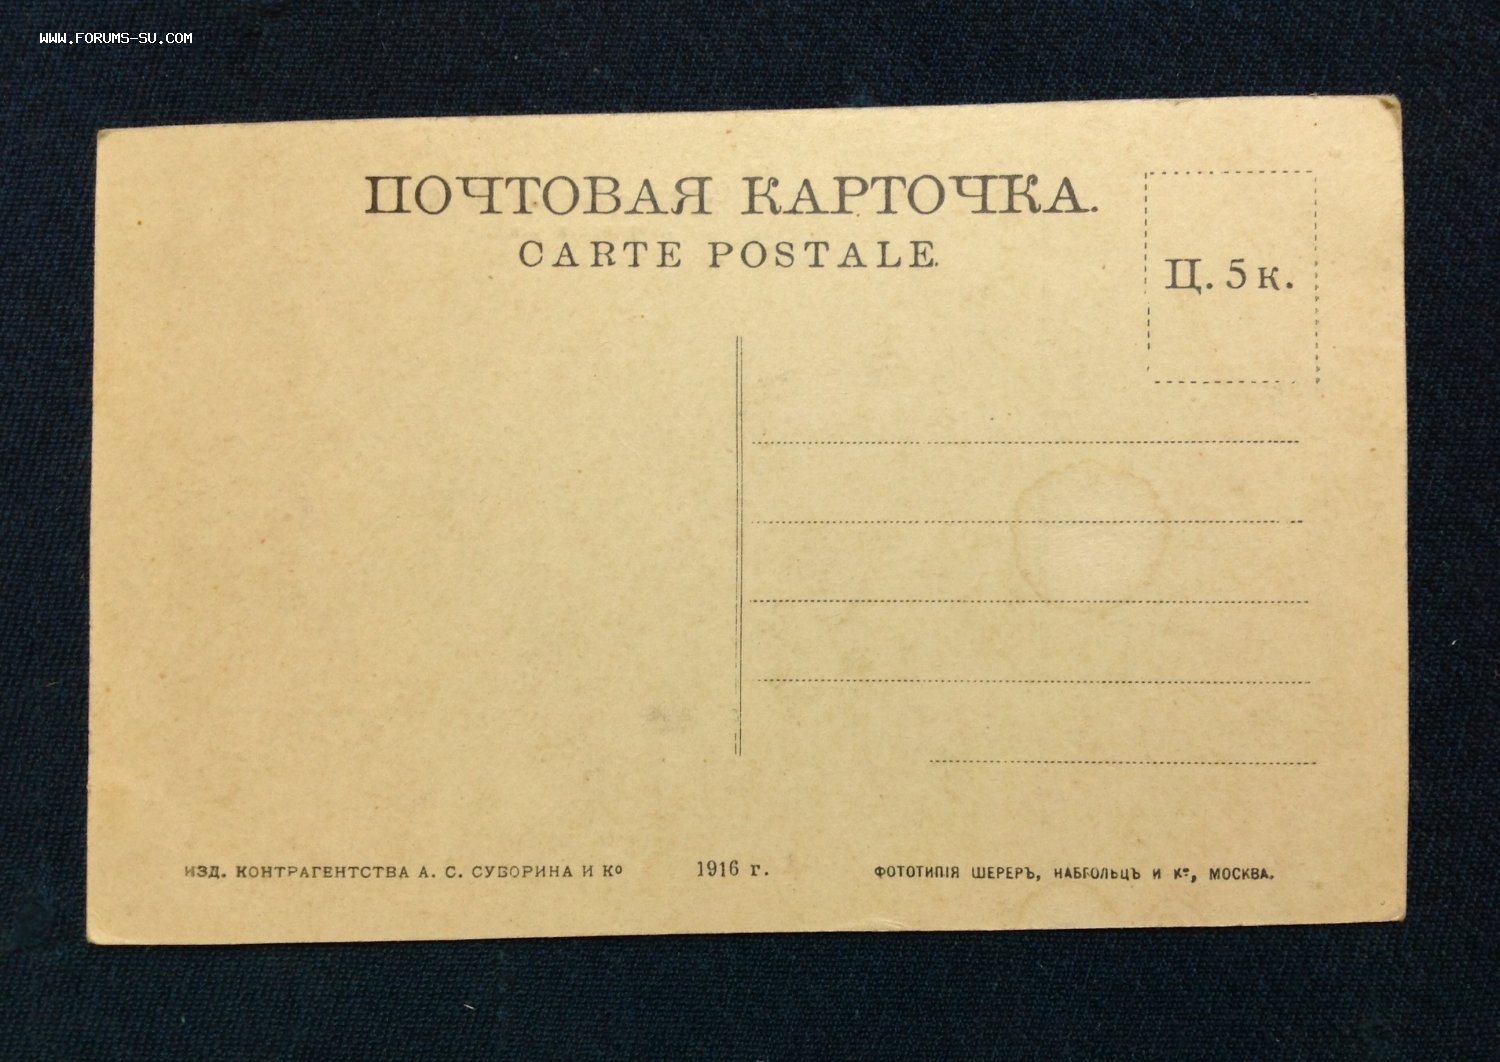 WWW.FORUMS-SU.COM
ПОЧТОВАЯ КАРТОЧКА.
CARTE POSTALE.
Ц. 5 к.
ИЗД. КОНТРАГЕНТСТВА А. С. СУВОРИНА И Кº
1916 г.
ФОТОТИПІЯ ШЕРЕРЪ, НАБГОЛЬЦЪ И Кº, МОСКВА.